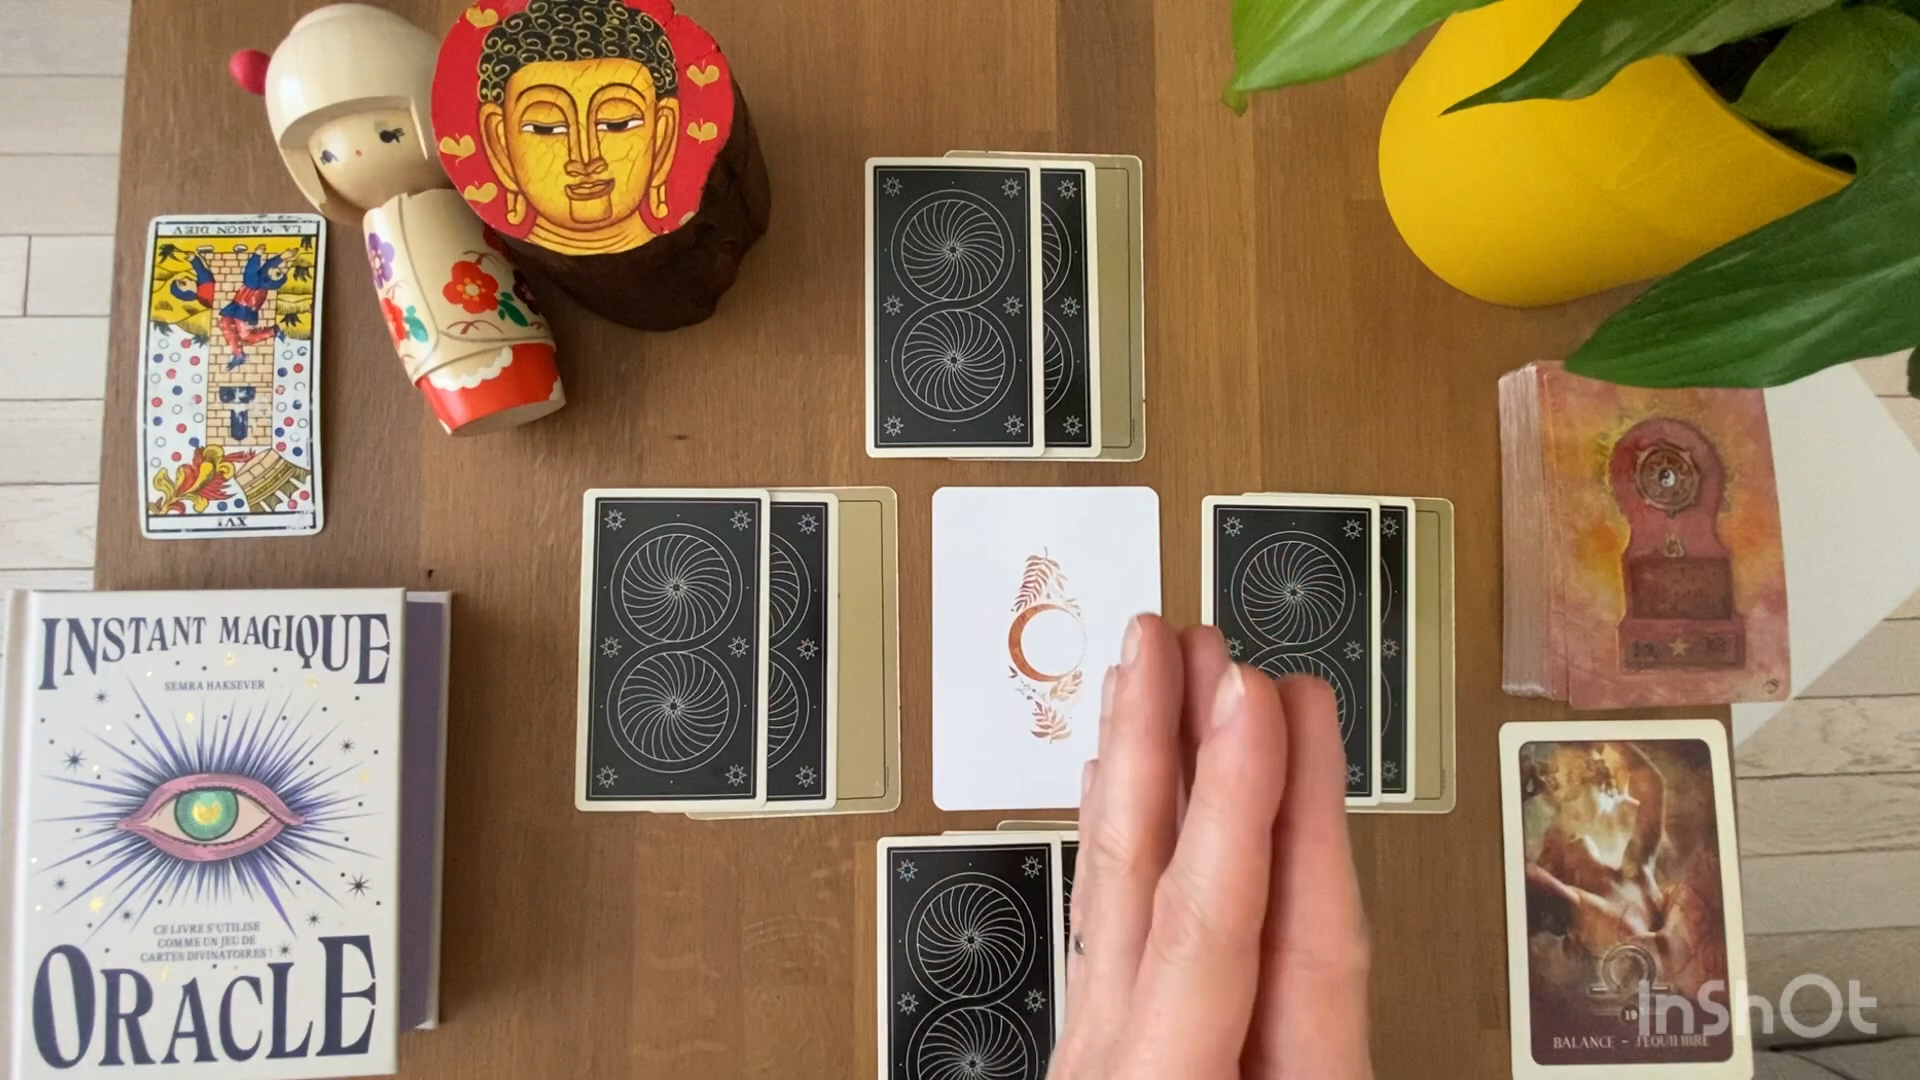 LA MAISON DIEV
XVI
INSTANT MAGIQUE
SEMRA HAKSEVER
CE LIVRE S'UTILISE
COMME UN JEU DE
CARTES DIVINATOIRES !
ORACLE
19
BALANCE ~ J'EQUILIBRE
InShOt